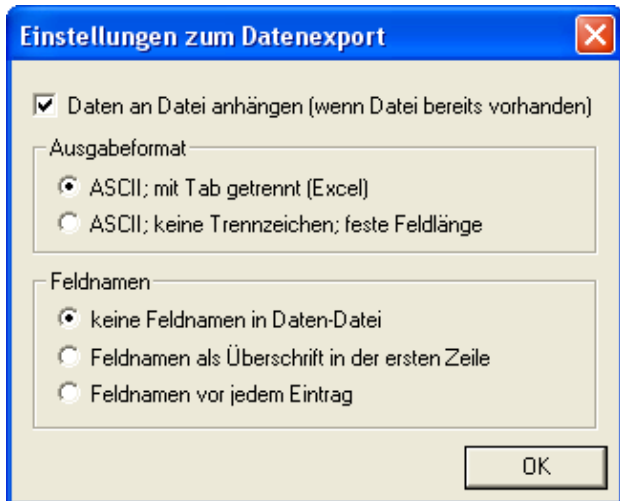 Einstellungen zum Datenexport
Daten an Datei anhängen (wenn Datei bereits vorhanden)
Ausgabeformat
ASCII; mit Tab getrennt (Excel)
ASCII; keine Trennzeichen; feste Feldlänge
Feldnamen
keine Feldnamen in Daten-Datei
Feldnamen als Überschrift in der ersten Zeile
Feldnamen vor jedem Eintrag
OK